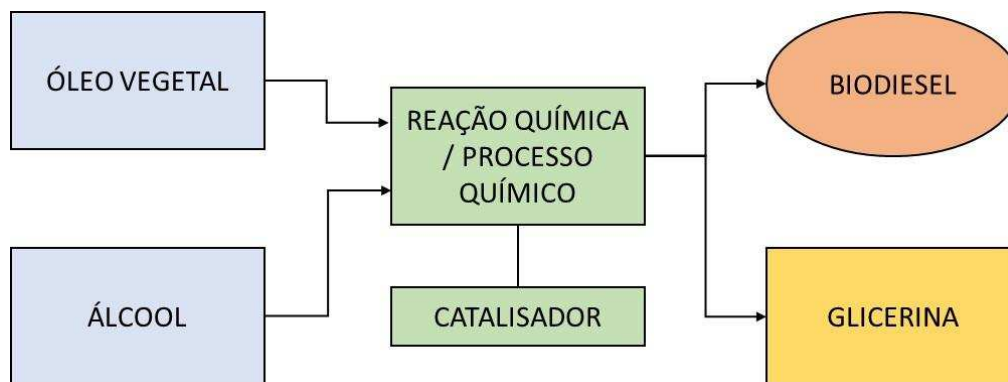 ÓLEO VEGETAL
ÁLCOOL
REAÇÃO QUÍMICA
/ PROCESSO
QUÍMICO
CATALISADOR
BIODIESEL
GLICERINA